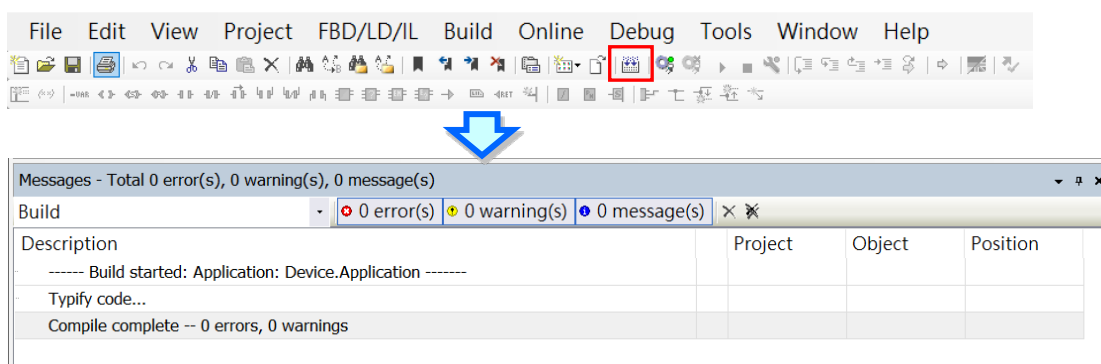 File Edit View Project FBD/LD/IL Build Online Debug Tools Window Help
Messages - Total 0 error(s), 0 warning(s), 0 message(s)
Build 0 error(s) 0 warning(s) 0 message(s)
Description Project Object Position
------ Build started: Application: Device.Application -------
Typify code...
Compile complete -- 0 errors, 0 warnings